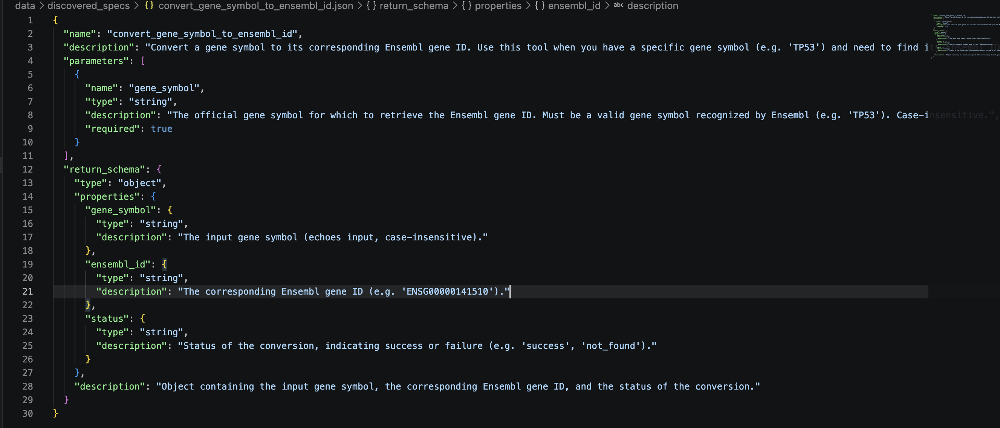 data > discovered_specs > {} convert_gene_symbol_to_ensembl_id.json > {} return_schema > {} properties > {} ensembl_id > abc description
1 {
2   "name": "convert_gene_symbol_to_ensembl_id",
3   "description": "Convert a gene symbol to its corresponding Ensembl gene ID. Use this tool when you have a specific gene symbol (e.g. 'TP53') and need to find its Ensembl ID
4   "parameters": [
5     {
6       "name": "gene_symbol",
7       "type": "string",
8       "description": "The official gene symbol for which to retrieve the Ensembl gene ID. Must be a valid gene symbol recognized by Ensembl (e.g. 'TP53'). Case-insensitive.",
9       "required": true
10     }
11   ],
12   "return_schema": {
13     "type": "object",
14     "properties": {
15       "gene_symbol": {
16         "type": "string",
17         "description": "The input gene symbol (echoes input, case-insensitive)."
18       },
19       "ensembl_id": {
20         "type": "string",
21         "description": "The corresponding Ensembl gene ID (e.g. 'ENSG00000141510')."
22       },
23       "status": {
24         "type": "string",
25         "description": "Status of the conversion, indicating success or failure (e.g. 'success', 'not_found')."
26       }
27     },
28     "description": "Object containing the input gene symbol, the corresponding Ensembl gene ID, and the status of the conversion."
29   }
30 }